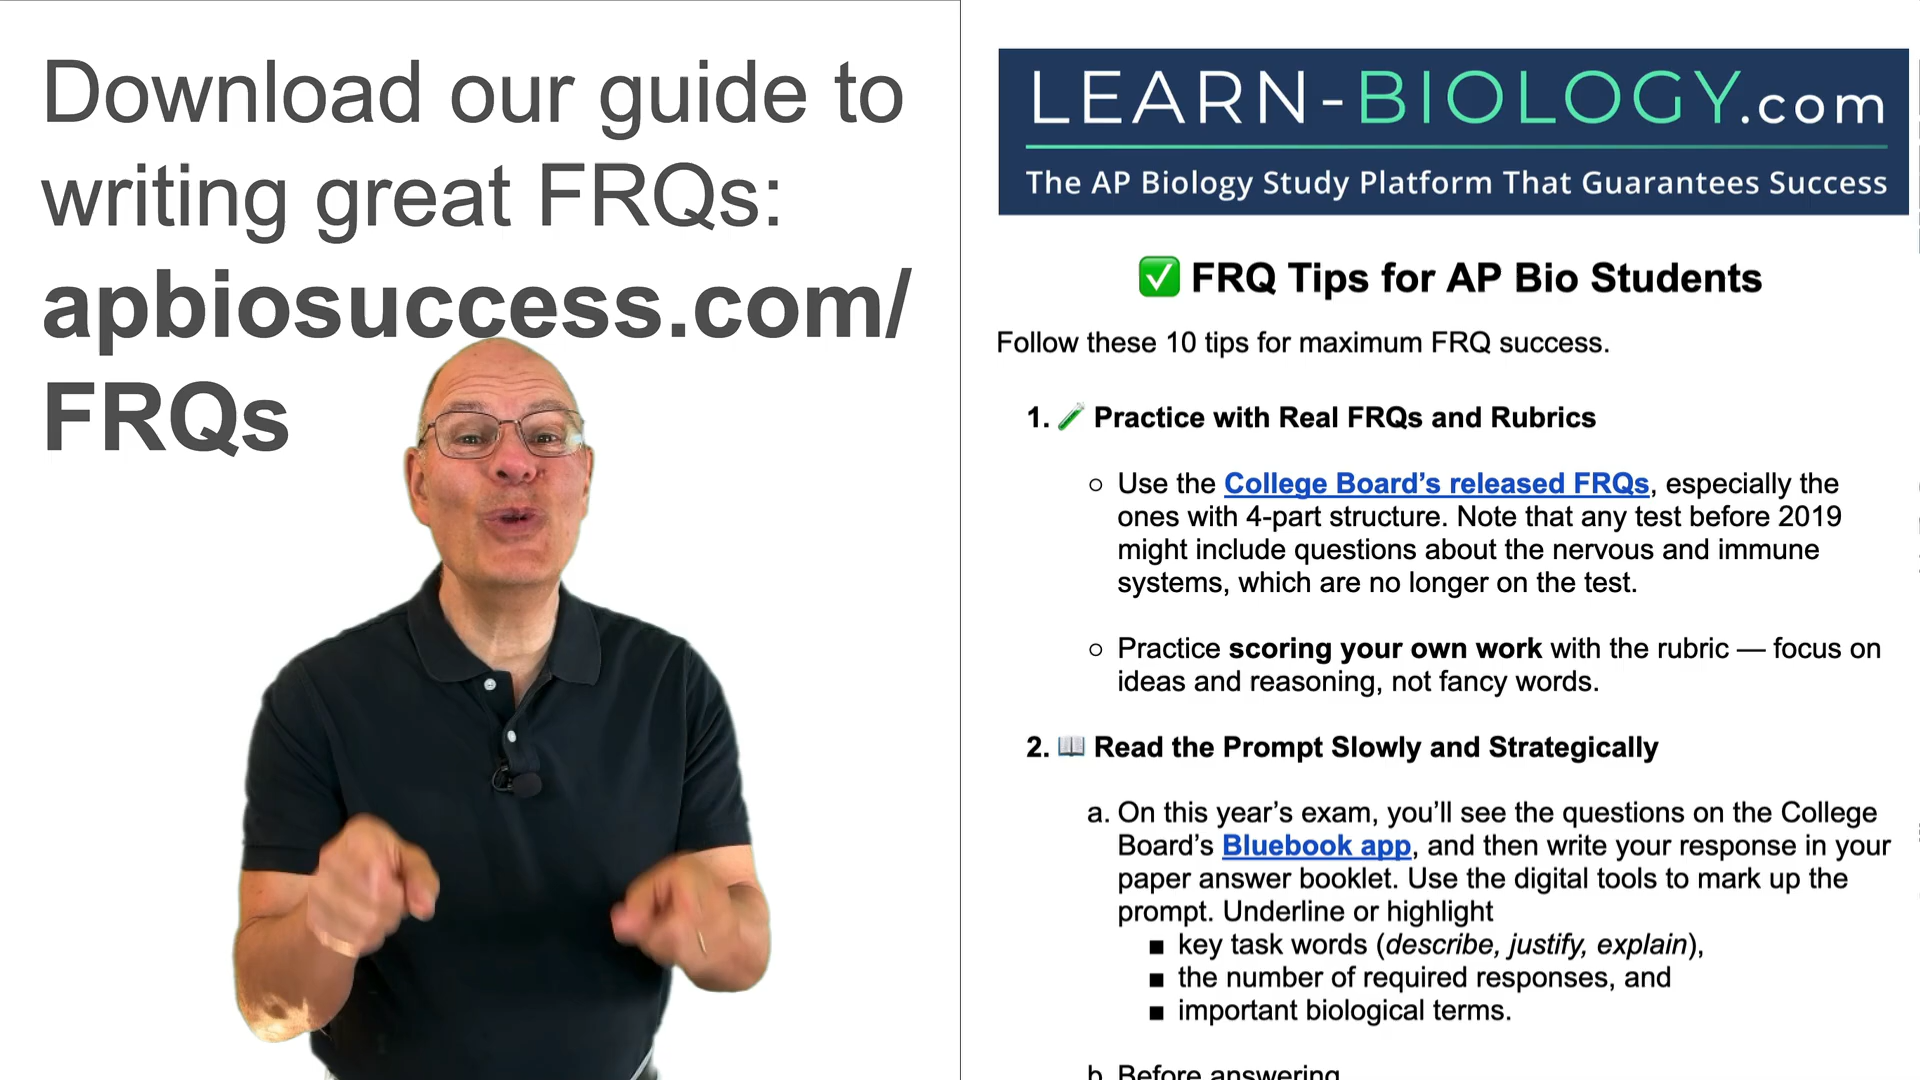 Download our guide to
writing great FRQs:
apbiosuccess.com/
FRQs
LEARN-BIOLOGY.com
The AP Biology Study Platform That Guarantees Success
✅ FRQ Tips for AP Bio Students
Follow these 10 tips for maximum FRQ success.
1. 🧪 Practice with Real FRQs and Rubrics
○ Use the College Board’s released FRQs, especially the
ones with 4-part structure. Note that any test before 2019
might include questions about the nervous and immune
systems, which are no longer on the test.
○ Practice scoring your own work with the rubric — focus on
ideas and reasoning, not fancy words.
2. 📖 Read the Prompt Slowly and Strategically
a. On this year’s exam, you’ll see the questions on the College
Board’s Bluebook app, and then write your response in your
paper answer booklet. Use the digital tools to mark up the
prompt. Underline or highlight
■ key task words (describe, justify, explain),
■ the number of required responses, and
■ important biological terms.
b. Before answering